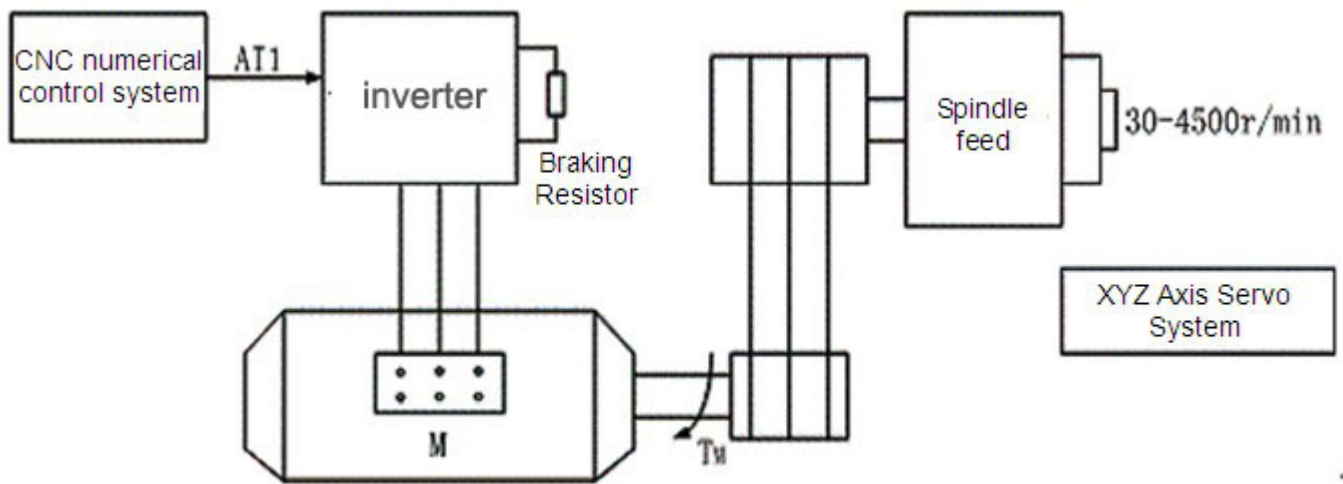 CNC numerical
control system
AI1
inverter
Braking
Resistor
Spindle
feed
30-4500r/min
XYZ Axis Servo
System
M
TM